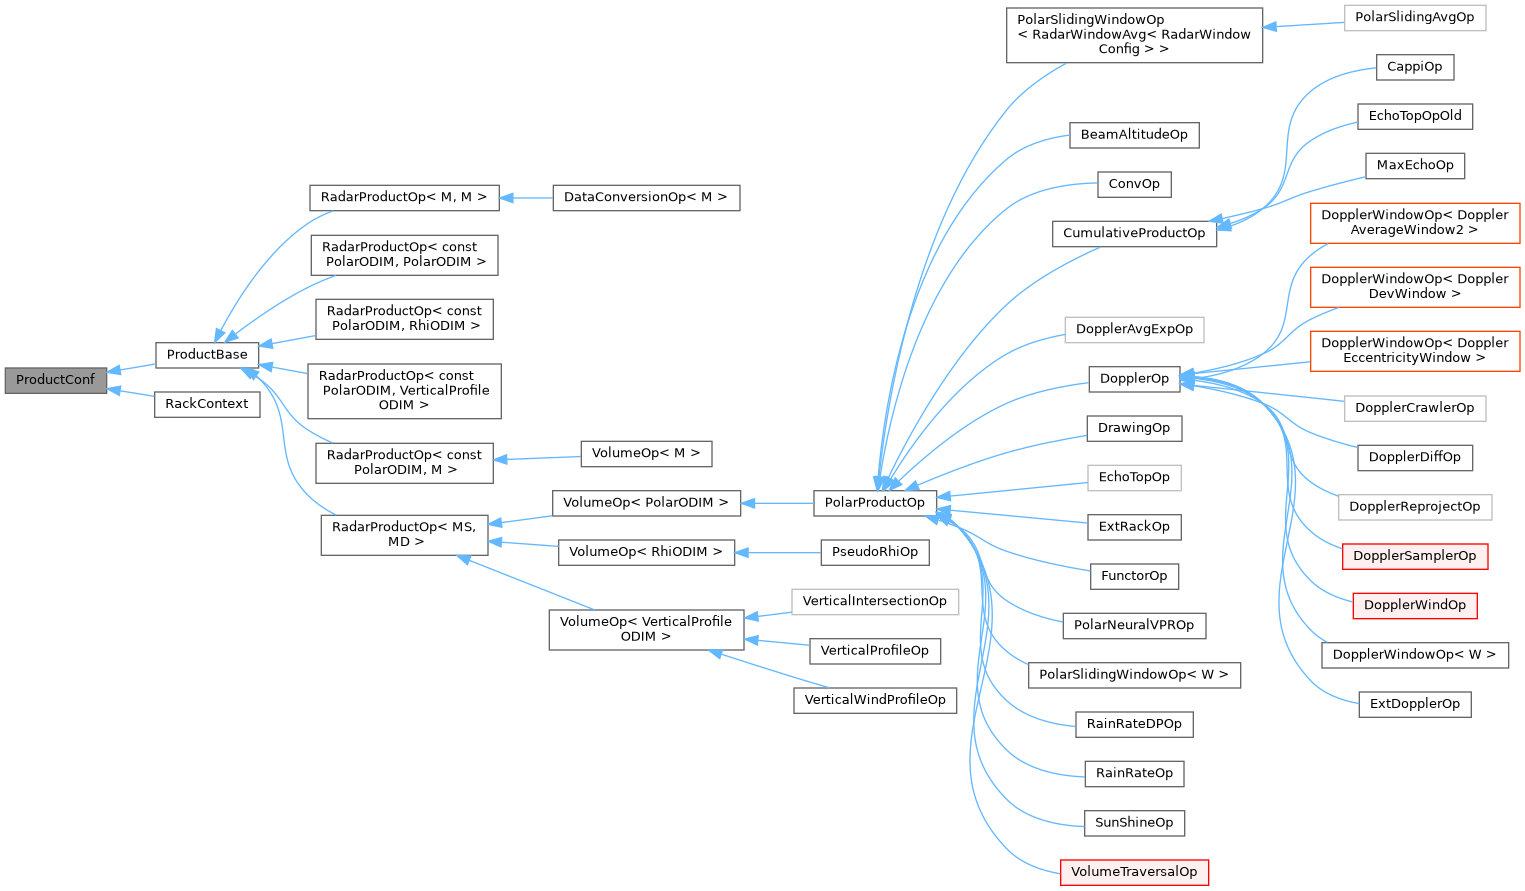 ProductConf
ProductBase
RackContext
RadarProductOp< M, M >
DataConversionOp< M >
RadarProductOp< const
PolarODIM, PolarODIM >
RadarProductOp< const
PolarODIM, RhiODIM >
RadarProductOp< const
PolarODIM, VerticalProfile
ODIM >
RadarProductOp< const
PolarODIM, M >
VolumeOp< M >
RadarProductOp< MS,
MD >
VolumeOp< PolarODIM >
VolumeOp< RhiODIM >
PseudoRhiOp
VolumeOp< VerticalProfile
ODIM >
VerticalIntersectionOp
VerticalProfileOp
VerticalWindProfileOp
PolarProductOp
PolarSlidingWindowOp
< RadarWindowAvg< RadarWindow
Config > >
PolarSlidingAvgOp
BeamAltitudeOp
ConvOp
CumulativeProductOp
CappiOp
EchoTopOpOld
MaxEchoOp
DopplerAvgExpOp
DopplerOp
DopplerWindowOp< Doppler
AverageWindow2 >
DopplerWindowOp< Doppler
DevWindow >
DopplerWindowOp< Doppler
EccentricityWindow >
DopplerCrawlerOp
DopplerDiffOp
DopplerReprojectOp
DopplerSamplerOp
DopplerWindOp
DopplerWindowOp< W >
ExtDopplerOp
DrawingOp
EchoTopOp
ExtRackOp
FunctorOp
PolarNeuralVPROp
PolarSlidingWindowOp< W >
RainRateDPOp
RainRateOp
SunShineOp
VolumeTraversalOp